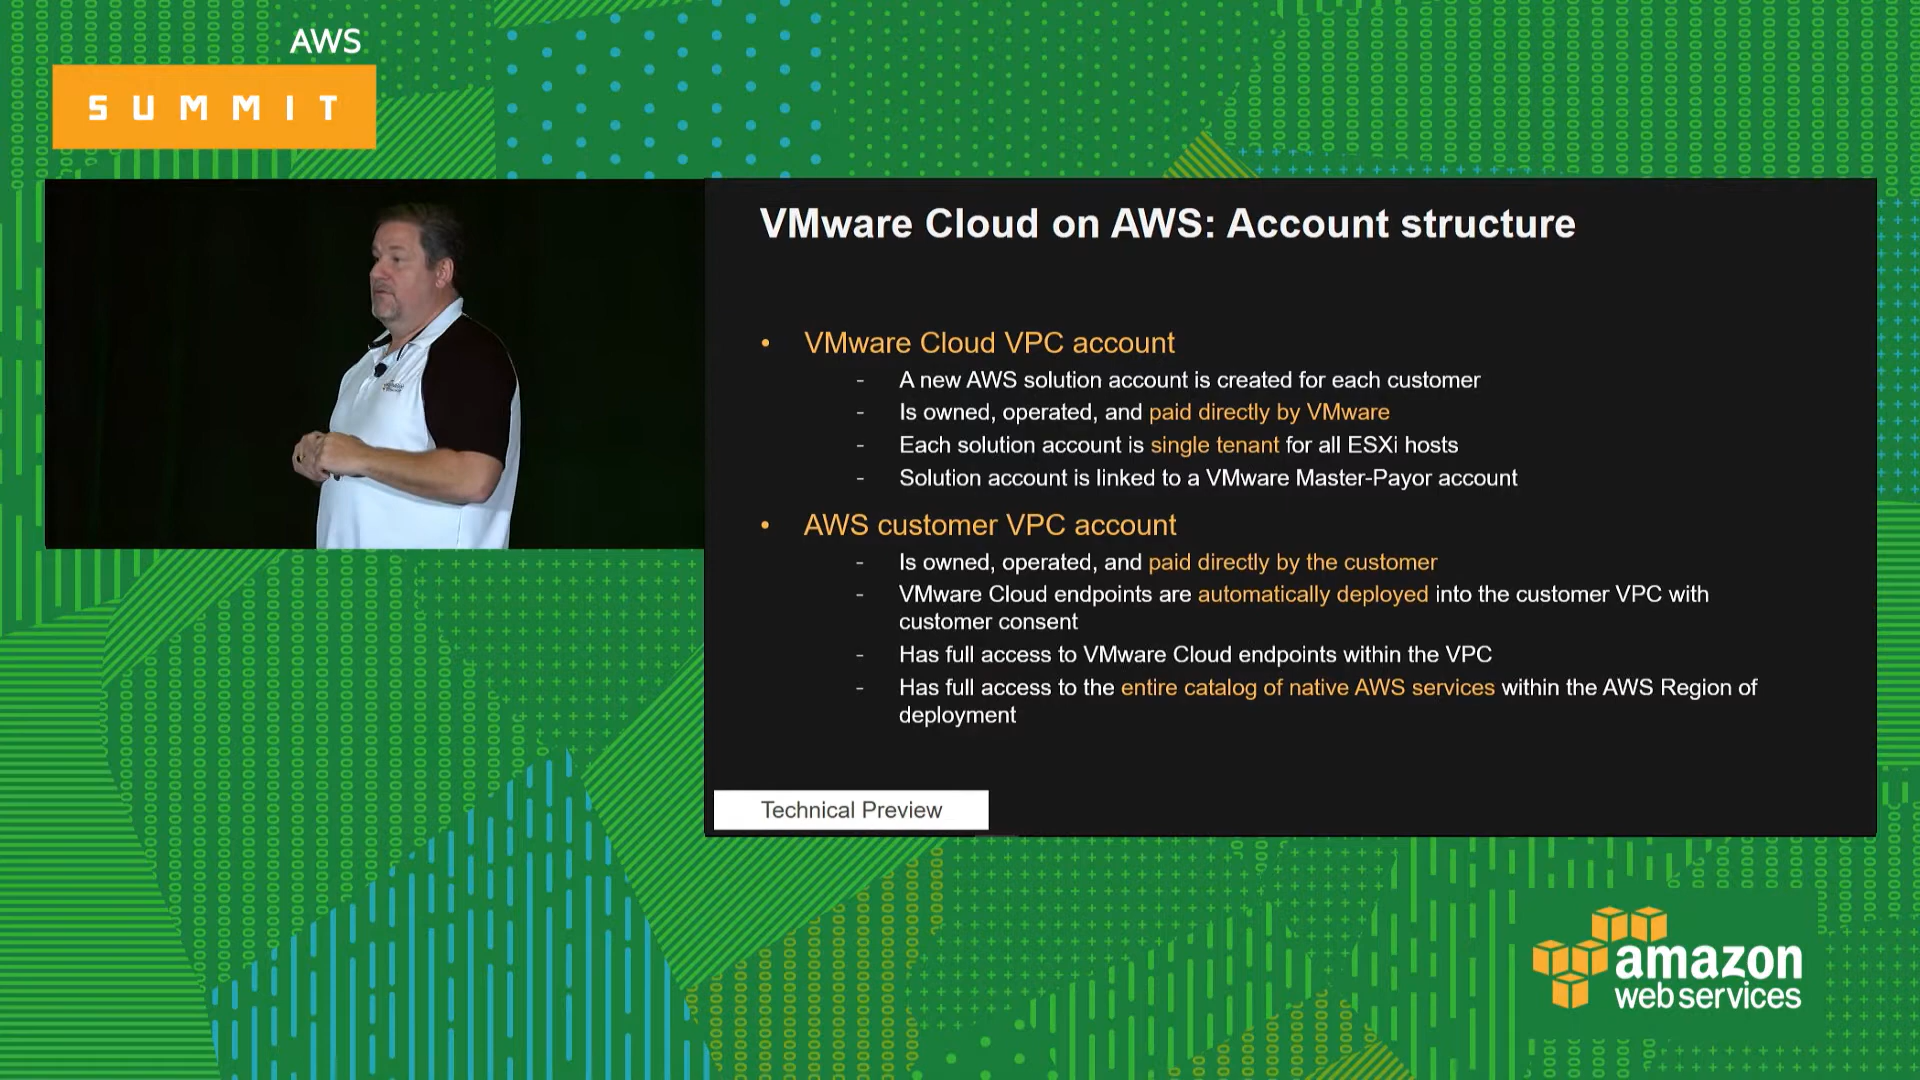 AWS
SUMMIT
VMware Cloud on AWS: Account structure
• VMware Cloud VPC account
- A new AWS solution account is created for each customer
- Is owned, operated, and paid directly by VMware
- Each solution account is single tenant for all ESXi hosts
- Solution account is linked to a VMware Master-Payor account
• AWS customer VPC account
- Is owned, operated, and paid directly by the customer
- VMware Cloud endpoints are automatically deployed into the customer VPC with
customer consent
- Has full access to VMware Cloud endpoints within the VPC
- Has full access to the entire catalog of native AWS services within the AWS Region of
deployment
Technical Preview
amazon
web services